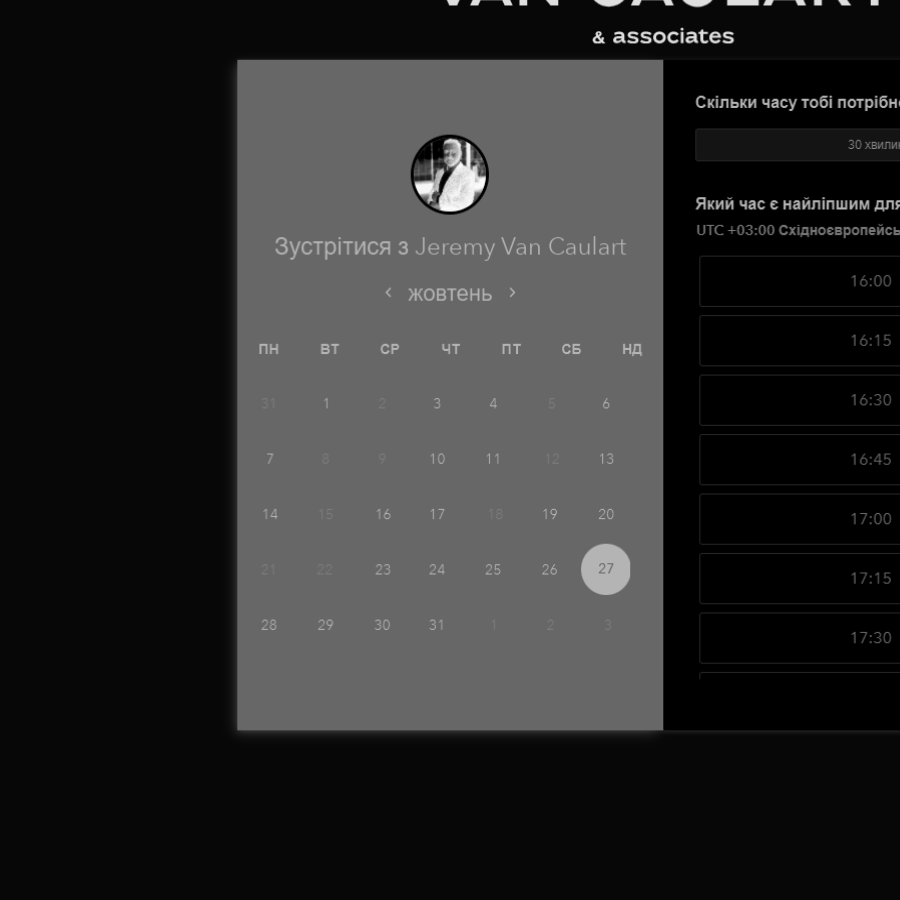 VAN CAULART
& associates
Зустрітися з Jeremy Van Caulart
жовтень
ПН ВТ СР ЧТ ПТ СБ НД
31 1 2 3 4 5 6
7 8 9 10 11 12 13
14 15 16 17 18 19 20
21 22 23 24 25 26 27
28 29 30 31 1 2 3
Скільки часу тобі потрібн
30 хвили
Який час є найліпшим для
UTC +03:00 Східноєвропейсь
16:00
16:15
16:30
16:45
17:00
17:15
17:30